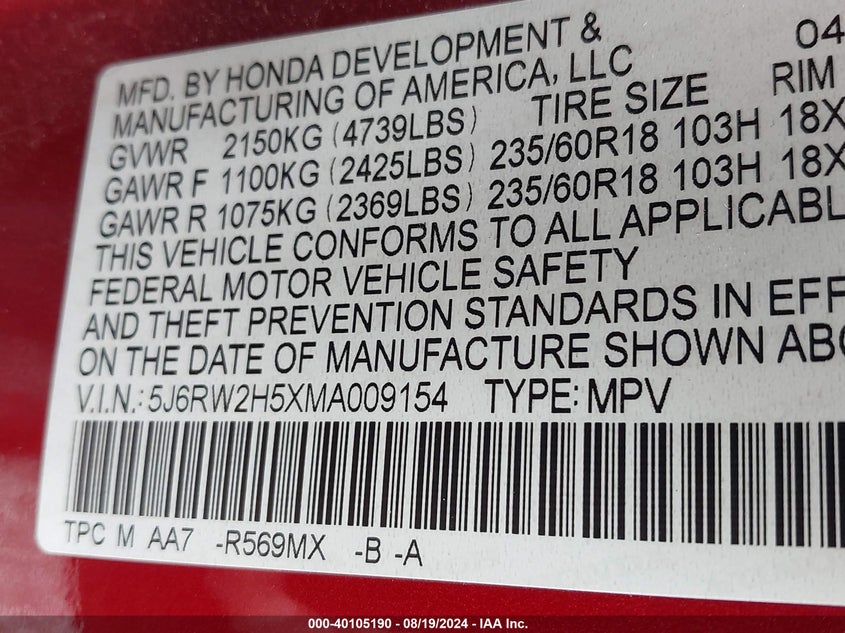 MFD. BY HONDA DEVELOPMENT & 04
MANUFACTURING OF AMERICA, LLC TIRE SIZE RIM
GVWR 2150KG (4739LBS)
GAWR F 1100KG (2425LBS) 235/60R18 103H 18X
GAWR R 1075KG (2369LBS) 235/60R18 103H 18X
THIS VEHICLE CONFORMS TO ALL APPLICABL
FEDERAL MOTOR VEHICLE SAFETY
AND THEFT PREVENTION STANDARDS IN EFF
ON THE DATE OF MANUFACTURE SHOWN ABO
V.I.N.: 5J6RW2H5XMA009154 TYPE: MPV
TPC M AA7 -R569MX -B -A
000-40105190 - 08/19/2024 - IAA Inc.